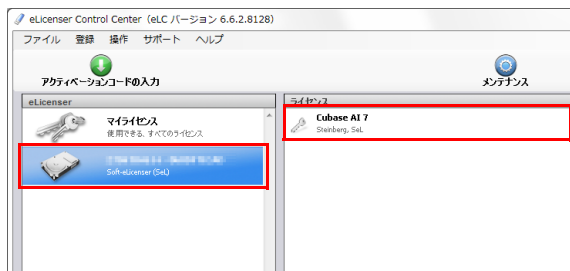 eLicenser Control Center (eLC バージョン 6.6.2.8128)
ファイル 登録 操作 サポート ヘルプ
アクティベーションコードの入力
メンテナンス
eLicenser
ライセンス
マイライセンス
使用できる、すべてのライセンス
Soft-eLicenser (SeL)
Cubase AI 7
Steinberg, SeL